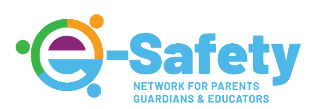 e-Safety
NETWORK FOR PARENTS
GUARDIANS & EDUCATORS